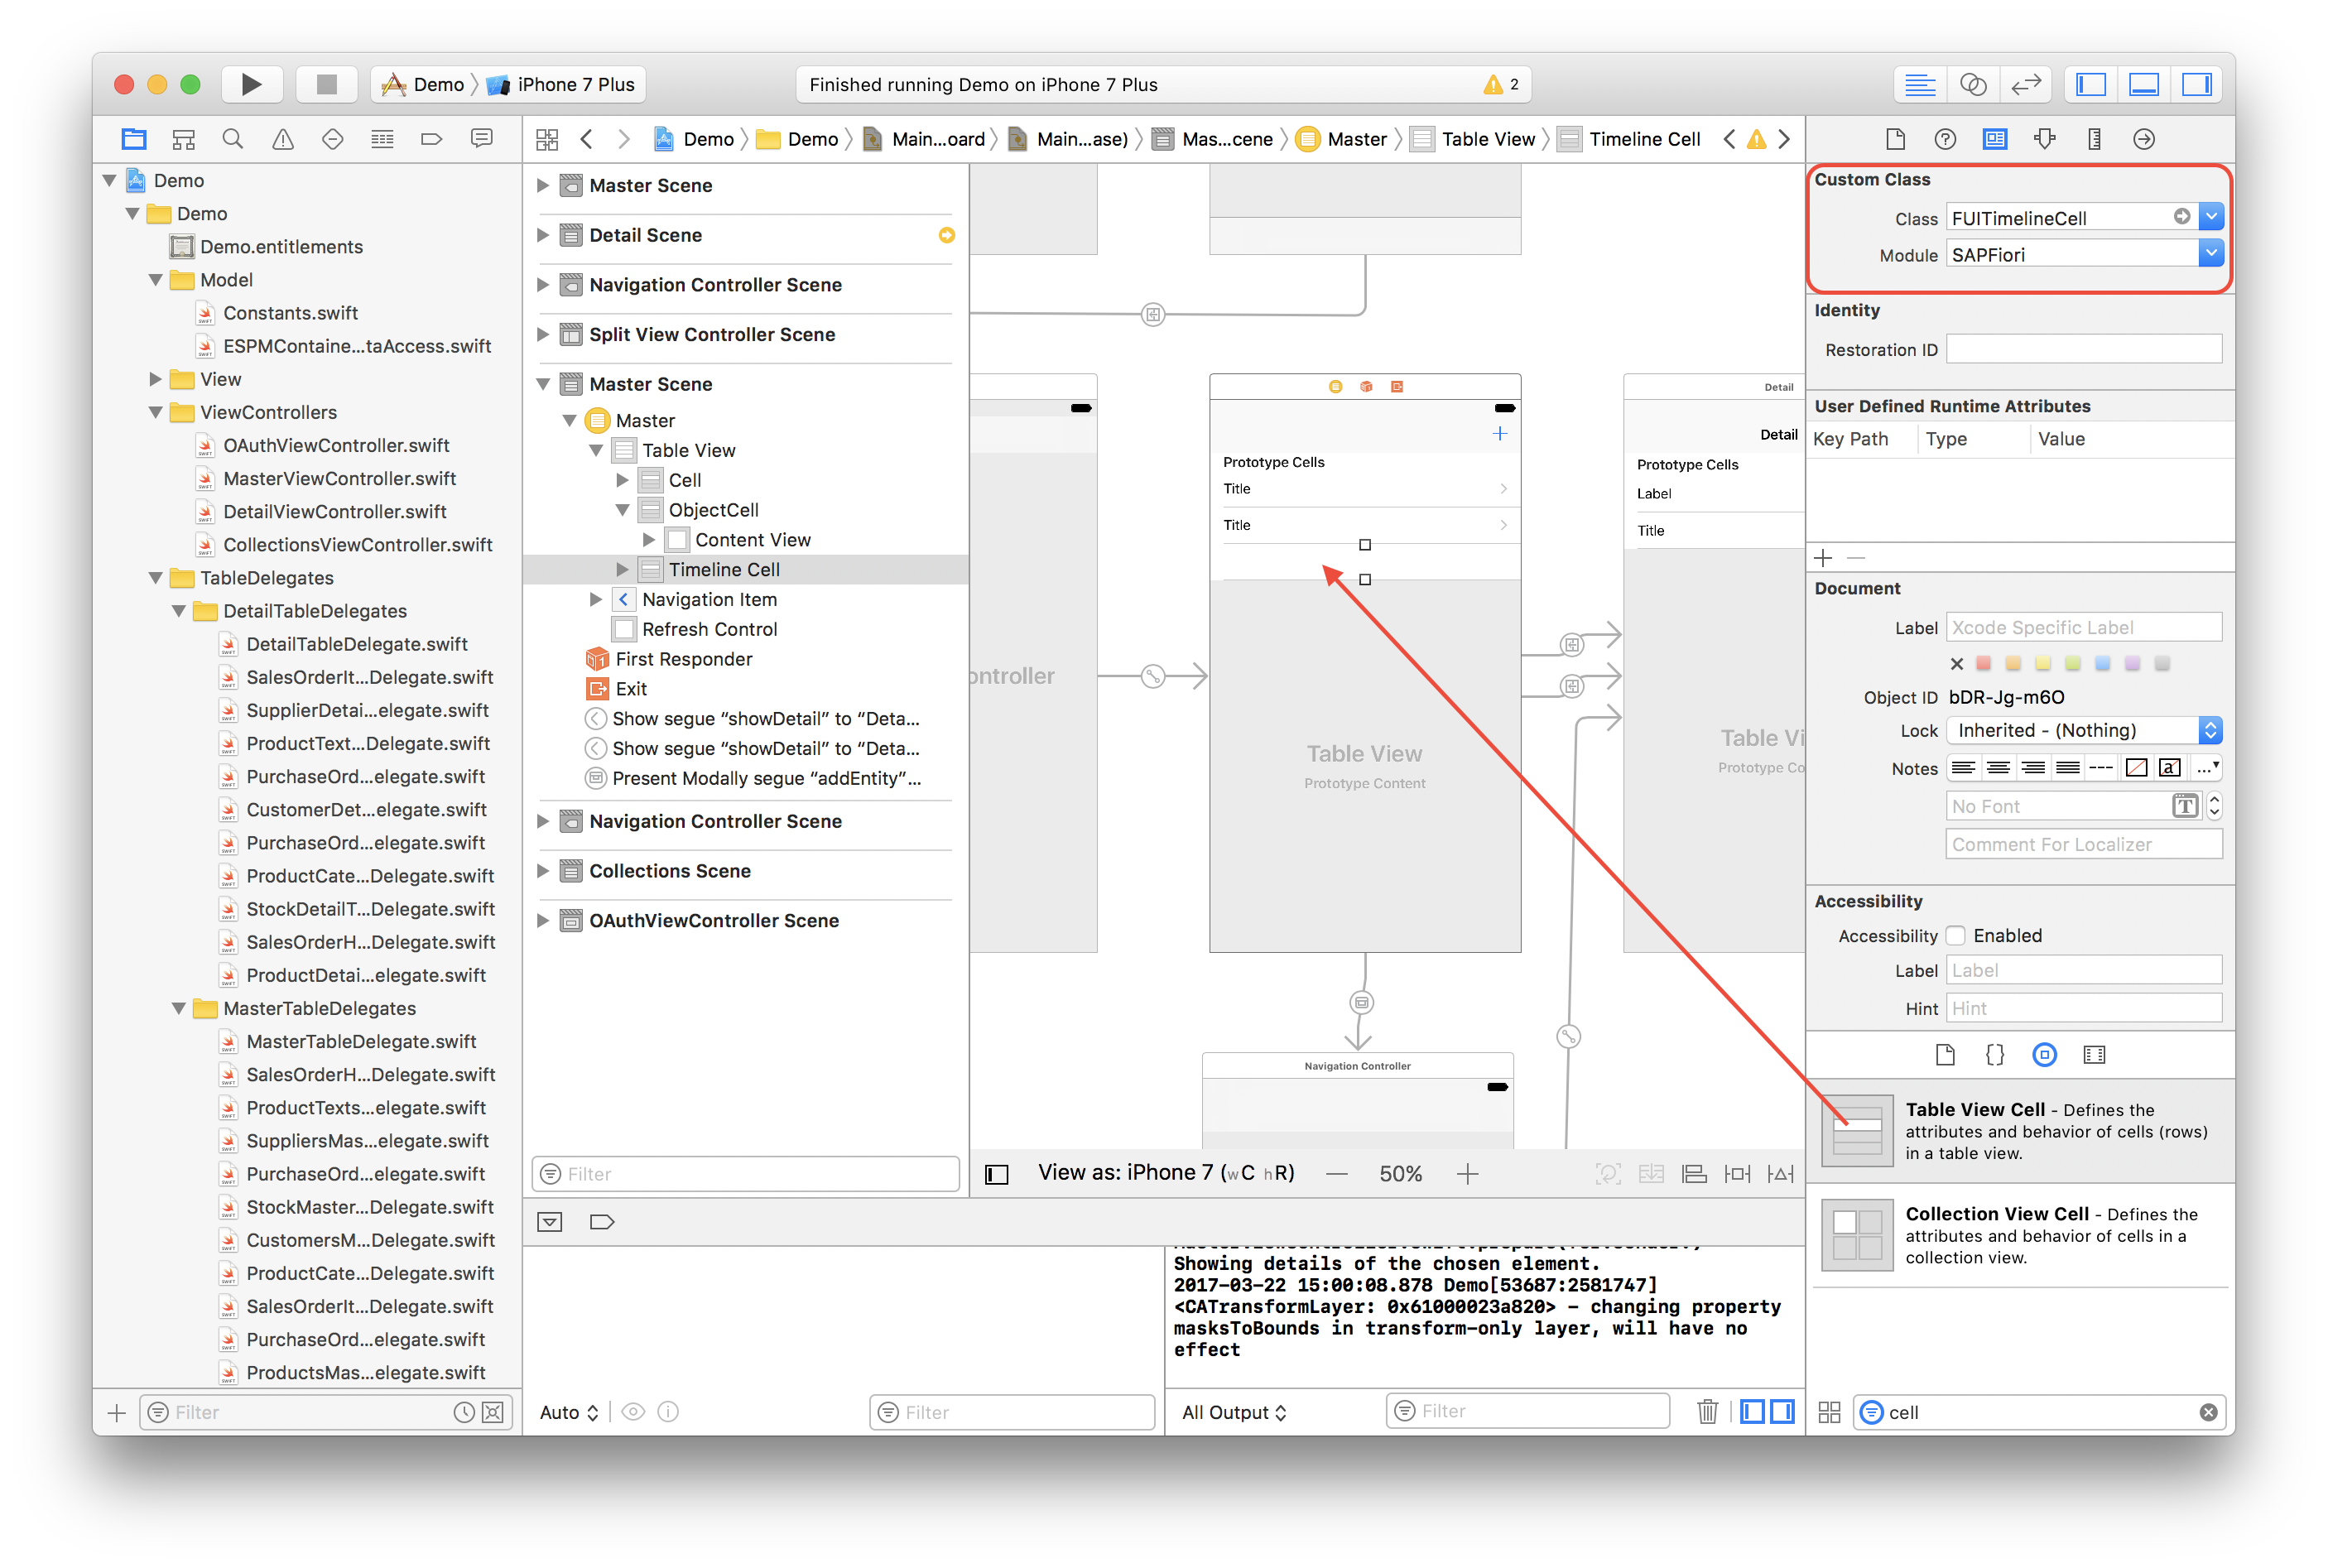 Demo
iPhone 7 Plus
Finished running Demo on iPhone 7 Plus
2
Demo
Demo
Main...oard
Main...ase)
Mas...cene
Master
Table View
Timeline Cell
Demo
Demo
Demo.entitlements
Model
Constants.swift
ESPMContaine...taAccess.swift
View
ViewControllers
OAuthViewController.swift
MasterViewController.swift
DetailViewController.swift
CollectionsViewController.swift
TableDelegates
DetailTableDelegates
DetailTableDelegate.swift
SalesOrderIt...Delegate.swift
SupplierDetai...elegate.swift
ProductText...Delegate.swift
PurchaseOrd...elegate.swift
CustomerDet...elegate.swift
PurchaseOrd...elegate.swift
ProductCate...Delegate.swift
StockDetailT...Delegate.swift
SalesOrderH...Delegate.swift
ProductDetai...elegate.swift
MasterTableDelegates
MasterTableDelegate.swift
SalesOrderH...Delegate.swift
ProductTexts...elegate.swift
SuppliersMas...elegate.swift
PurchaseOrd...elegate.swift
StockMaster...Delegate.swift
CustomersM...Delegate.swift
ProductCate...Delegate.swift
SalesOrderIt...Delegate.swift
PurchaseOrd...elegate.swift
ProductsMas...elegate.swift
Filter
Master Scene
Detail Scene
Navigation Controller Scene
Split View Controller Scene
Master Scene
Master
Table View
Cell
ObjectCell
Content View
Timeline Cell
Navigation Item
Refresh Control
First Responder
Exit
Show segue “showDetail” to “Deta...
Show segue “showDetail” to “Deta...
Present Modally segue “addEntity”...
Navigation Controller Scene
Collections Scene
OAuthViewController Scene
Filter
ontroller
Prototype Cells
Title
Title
Table View
Prototype Content
Detail
Detail
Prototype Cells
Label
Title
Table Vi
Prototype Co
Navigation Controller
View as: iPhone 7 (wC hR)
50%
Showing details of the chosen element.
2017-03-22 15:00:08.878 Demo[53687:2581747]
<CATransformLayer: 0x61000023a820> - changing property
masksToBounds in transform-only layer, will have no
effect
Auto
Filter
All Output
Filter
Custom Class
Class FUITimelineCell
Module SAPFiori
Identity
Restoration ID
User Defined Runtime Attributes
Key Path Type Value
Document
Label Xcode Specific Label
Object ID bDR-Jg-m6O
Lock Inherited - (Nothing)
Notes
No Font
Comment For Localizer
Accessibility
Accessibility Enabled
Label Label
Hint Hint
Table View Cell - Defines the
attributes and behavior of cells (rows)
in a table view.
Collection View Cell - Defines the
attributes and behavior of cells in a
collection view.
cell